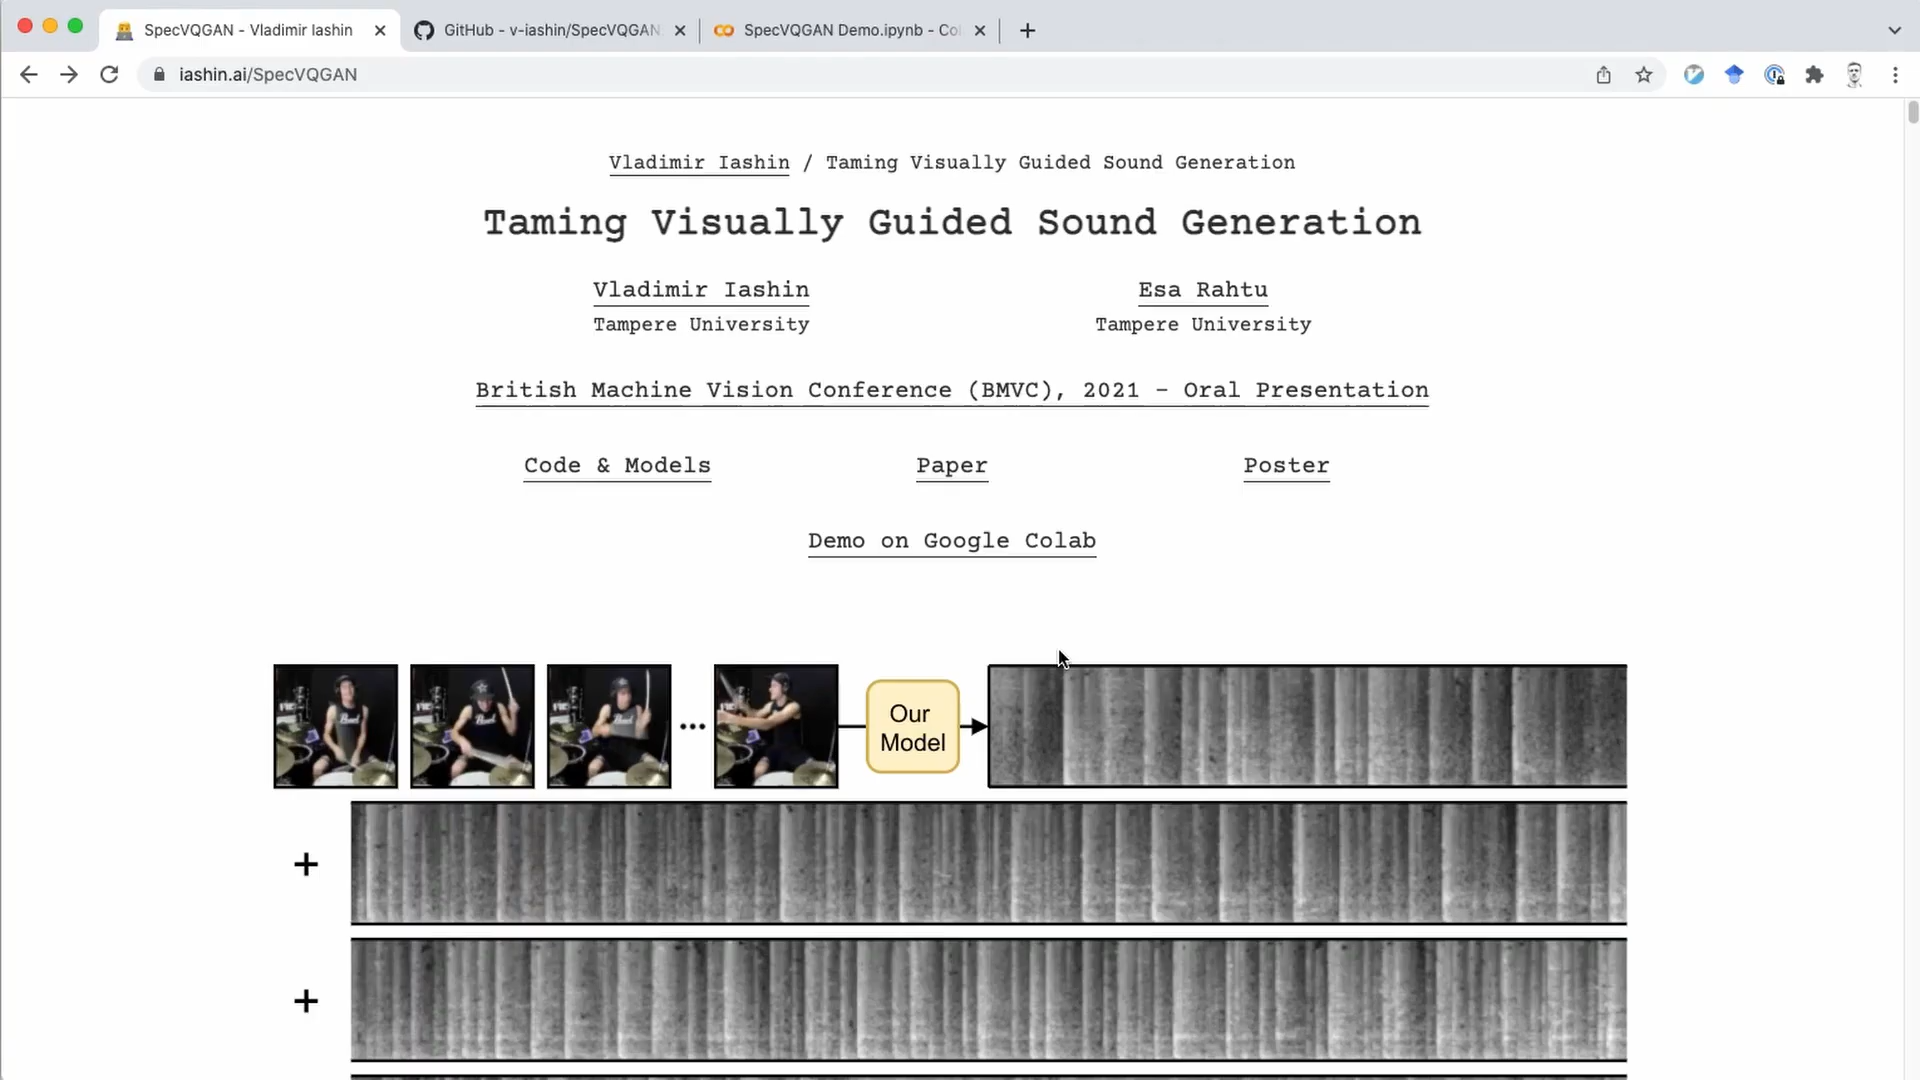 SpecVQGAN - Vladimir Iashin
GitHub - v-iashin/SpecVQGAN:
SpecVQGAN Demo.ipynb - Co
iashin.ai/SpecVQGAN
Vladimir Iashin / Taming Visually Guided Sound Generation
Taming Visually Guided Sound Generation
Vladimir Iashin
Esa Rahtu
Tampere University
Tampere University
British Machine Vision Conference (BMVC), 2021 – Oral Presentation
Code & Models
Paper
Poster
Demo on Google Colab
...
Our
Model
+
+